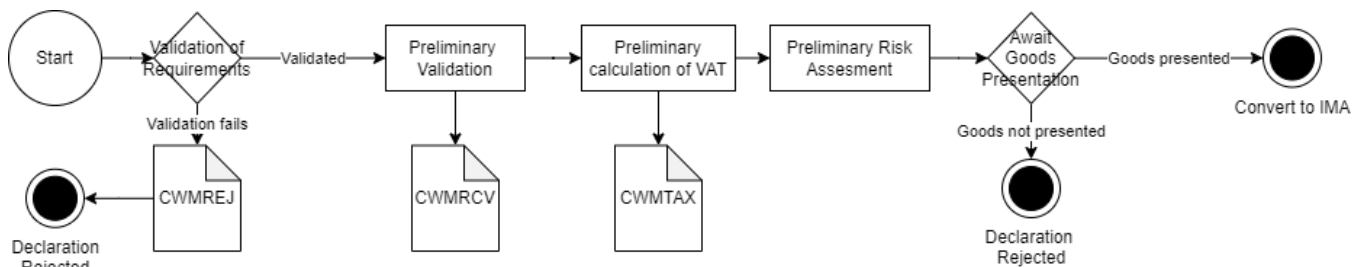 Start
Validation of
Requirements
Validated
Preliminary
Validation
Preliminary
calculation of VAT
Preliminary Risk
Assesment
Await
Goods
Presentation
Goods presented
Convert to IMA
Validation fails
Goods not presented
CWMREJ
CWMRCV
CWMTAX
Declaration
Rejected
Declaration
Rejected